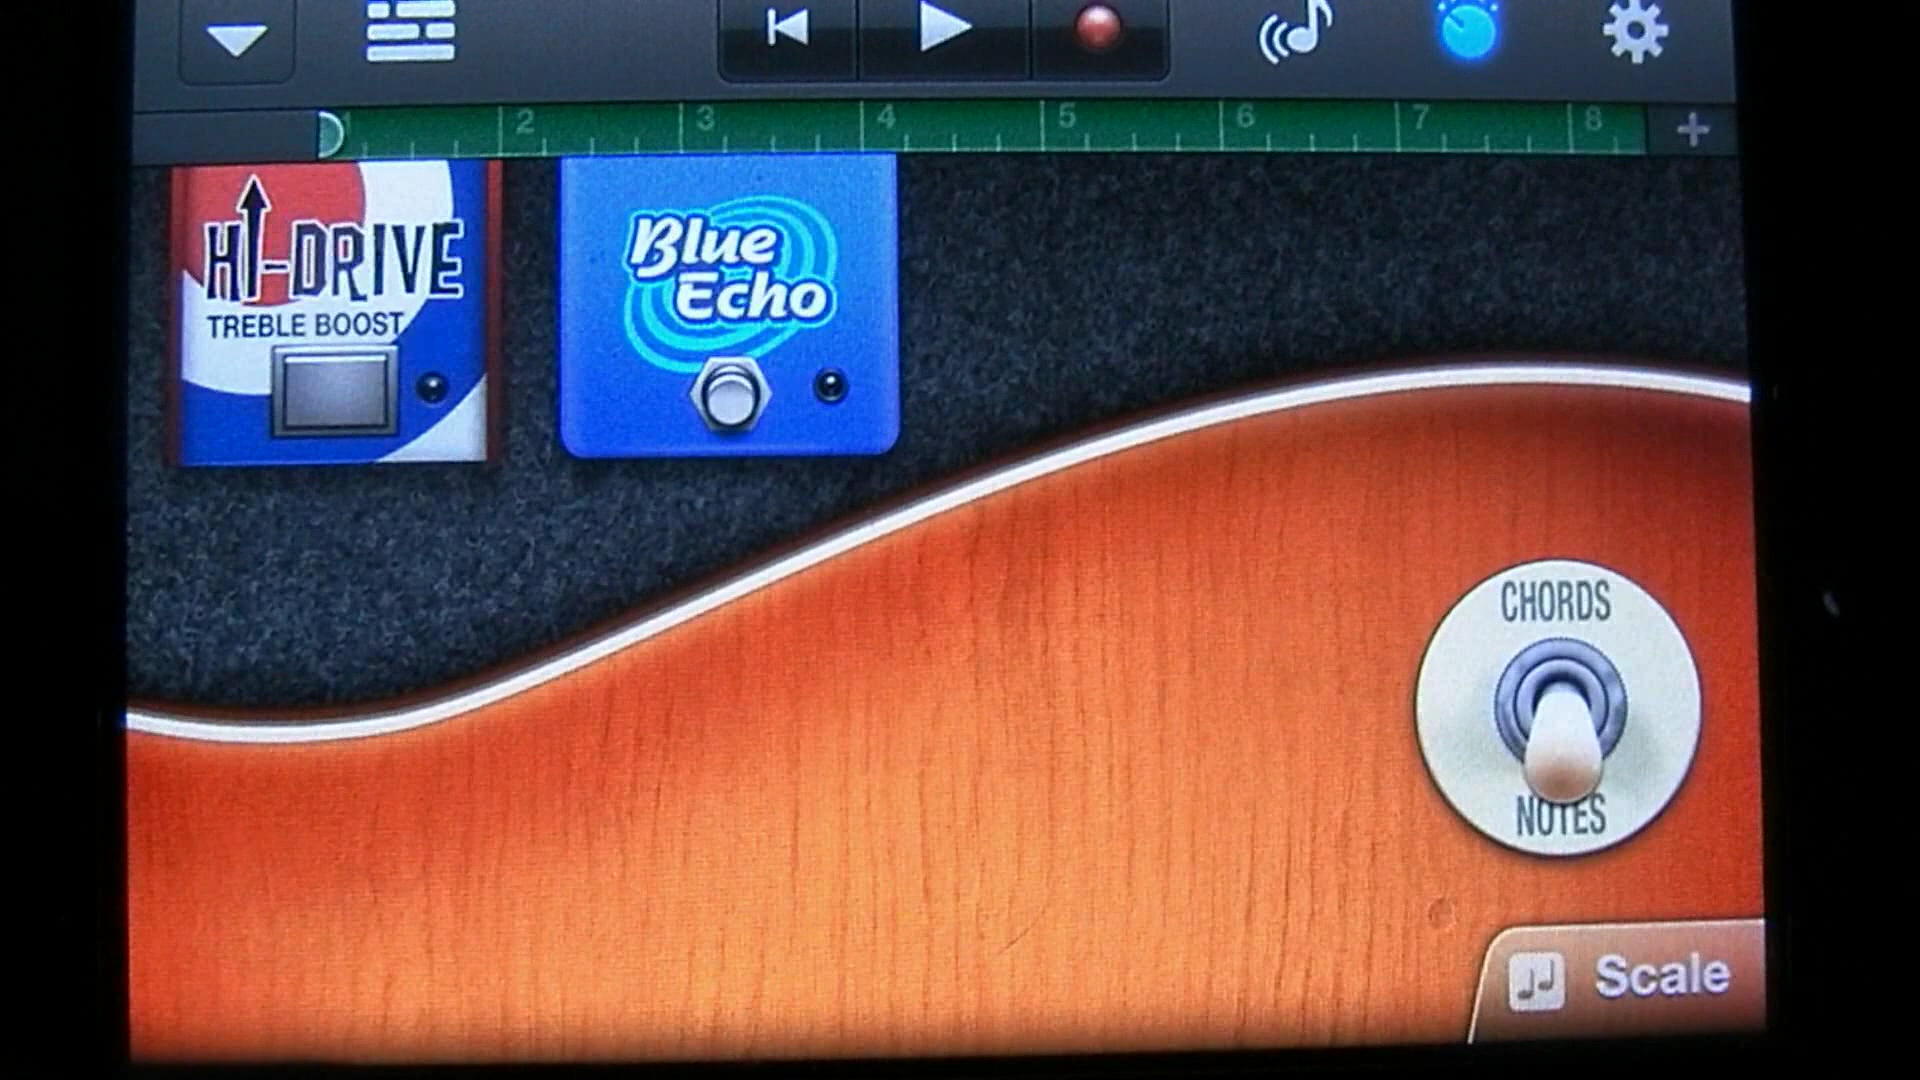 2 3 4 5 6 7 8 +
HI-DRIVE
TREBLE BOOST
Blue
Echo
CHORDS
NOTES
Scale